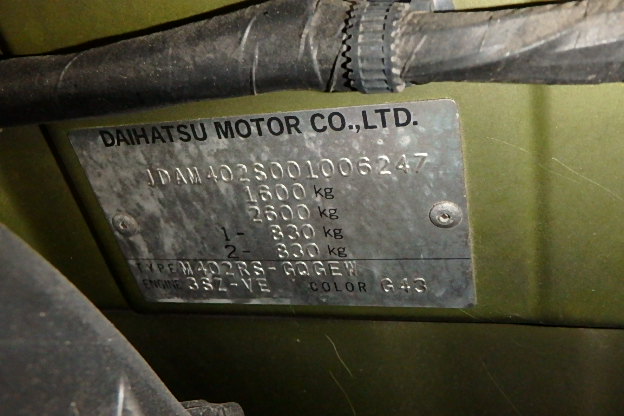 DAIHATSU MOTOR CO.,LTD.
JDAM402S001006247
1600 kg
2600 kg
1- 830 kg
2- 830 kg
TYPE M402RS-GQGEW
ENGINE 3SZ-VE COLOR G43